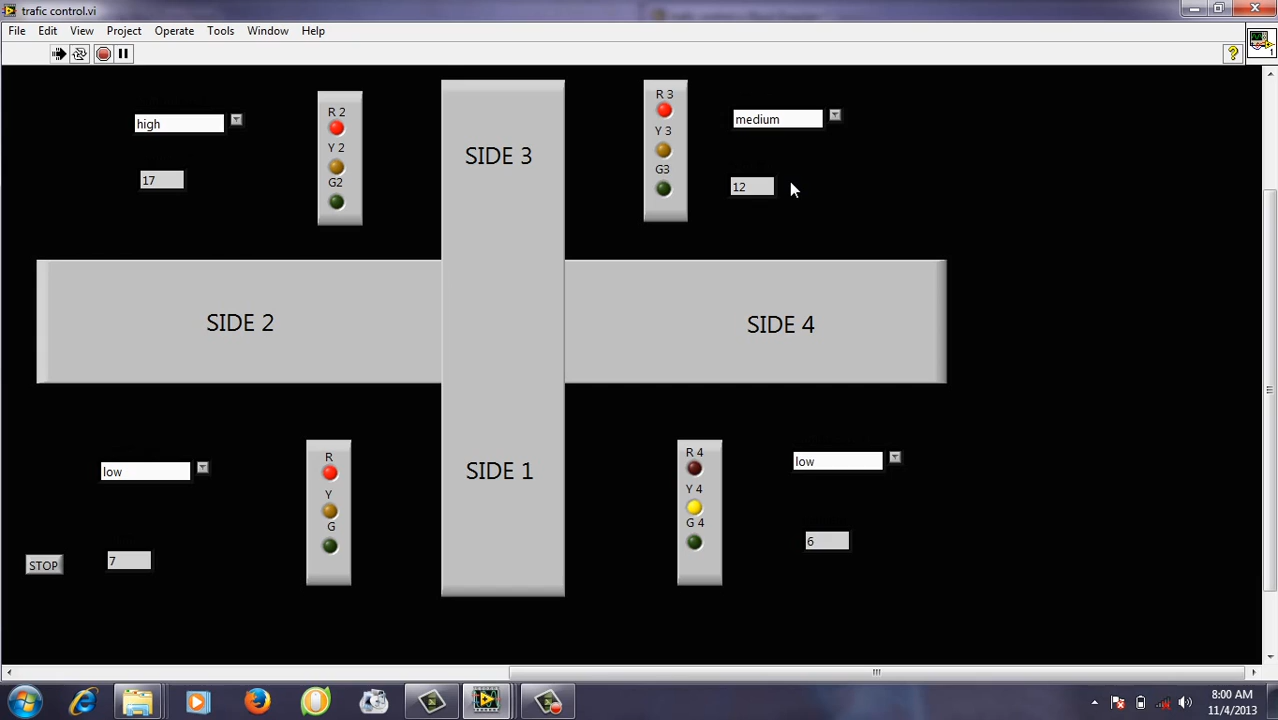 trafic control.vi
File Edit View Project Operate Tools Window Help
high
17
R 2
Y 2
G2
SIDE 3
R 3
Y 3
G3
medium
12
SIDE 2
SIDE 4
low
7
STOP
R
Y
G
SIDE 1
R 4
Y 4
G 4
low
6
8:00 AM
11/4/2013